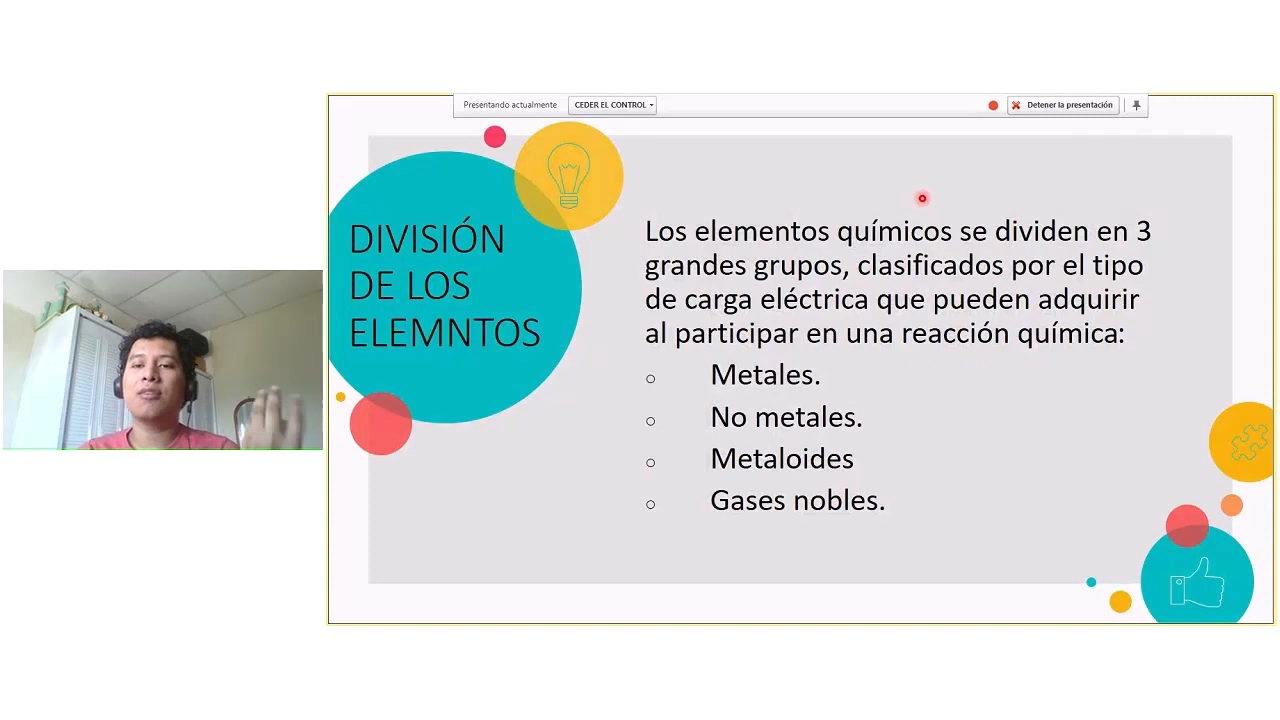 Presentando actualmente
CEDER EL CONTROL
Detener la presentación
DIVISIÓN
DE LOS
ELEMNTOS
Los elementos químicos se dividen en 3
grandes grupos, clasificados por el tipo
de carga eléctrica que pueden adquirir
al participar en una reacción química:
Metales.
No metales.
Metaloides
Gases nobles.